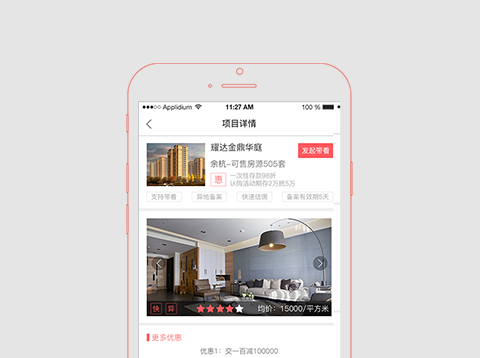 ●●●○○ Applidium 11:27 AM 100 %
项目详情
耀达金鼎华庭
发起带看
余杭-可售房源505套
惠 一次性存款98折
认购活动期存2万抵5万
支持带看 异地备案 快速结佣 备案有效期5天
快 异 均价：15000/平方米
更多优惠
优惠1：交一百减100000